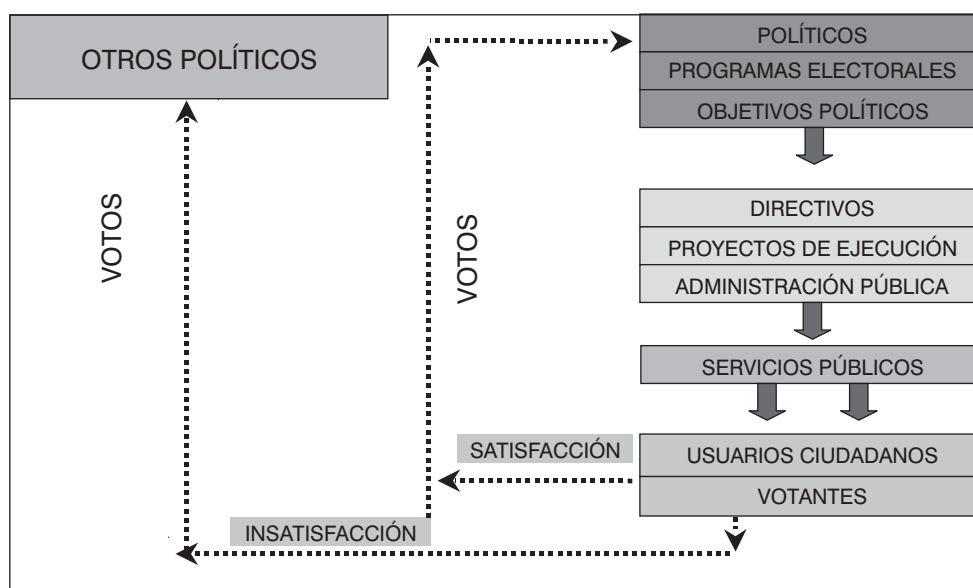 OTROS POLÍTICOS
VOTOS
VOTOS
POLÍTICOS
PROGRAMAS ELECTORALES
OBJETIVOS POLÍTICOS
DIRECTIVOS
PROYECTOS DE EJECUCIÓN
ADMINISTRACIÓN PÚBLICA
SERVICIOS PÚBLICOS
USUARIOS CIUDADANOS
VOTANTES
SATISFACCIÓN
INSATISFACCIÓN